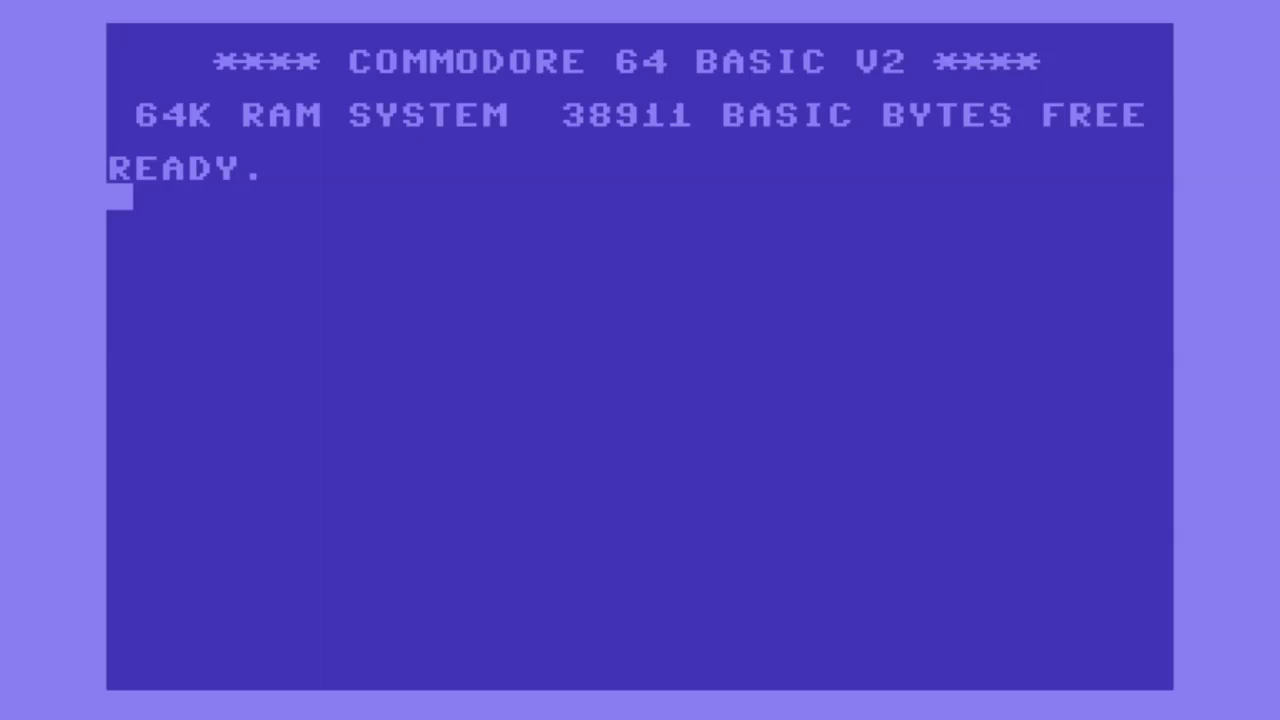 **** COMMODORE 64 BASIC V2 ****
64K RAM SYSTEM  38911 BASIC BYTES FREE
READY.